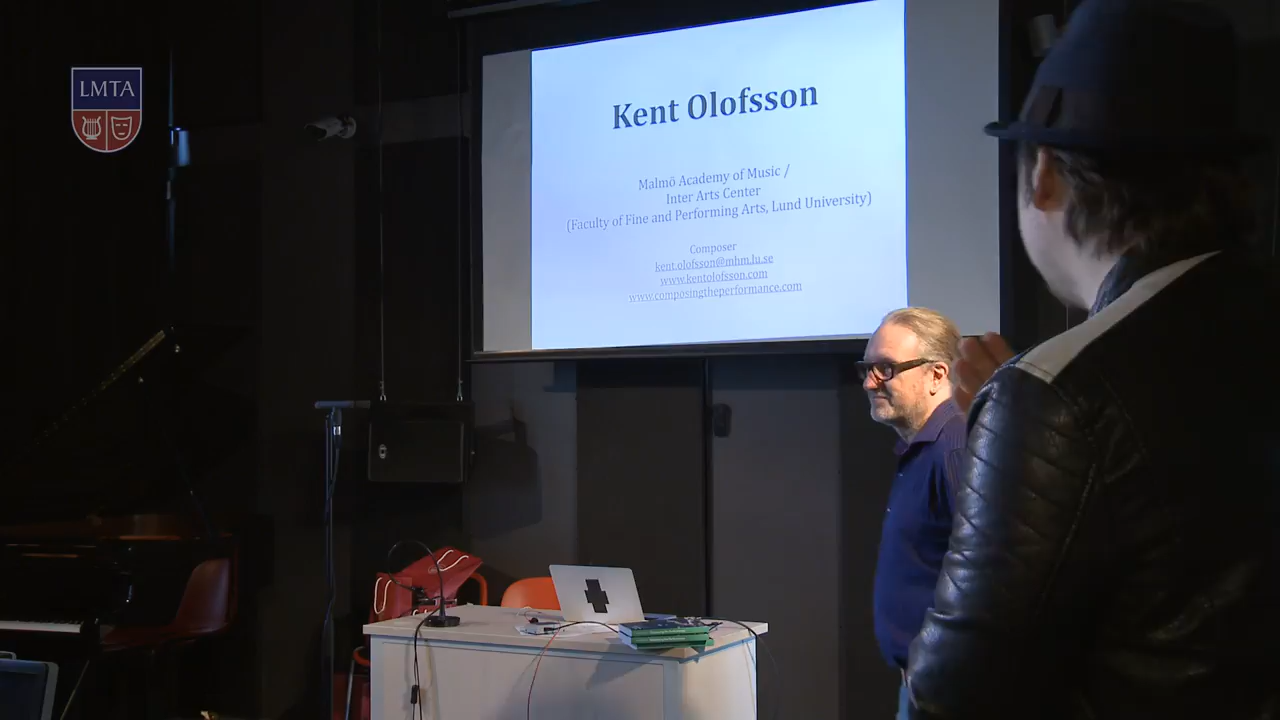 LMTA
Kent Olofsson
Malmö Academy of Music /
Inter Arts Center
(Faculty of Fine and Performing Arts, Lund University)
Composer
kent.olofsson@mhm.lu.se
www.kentolofsson.com
www.composingtheperformance.com